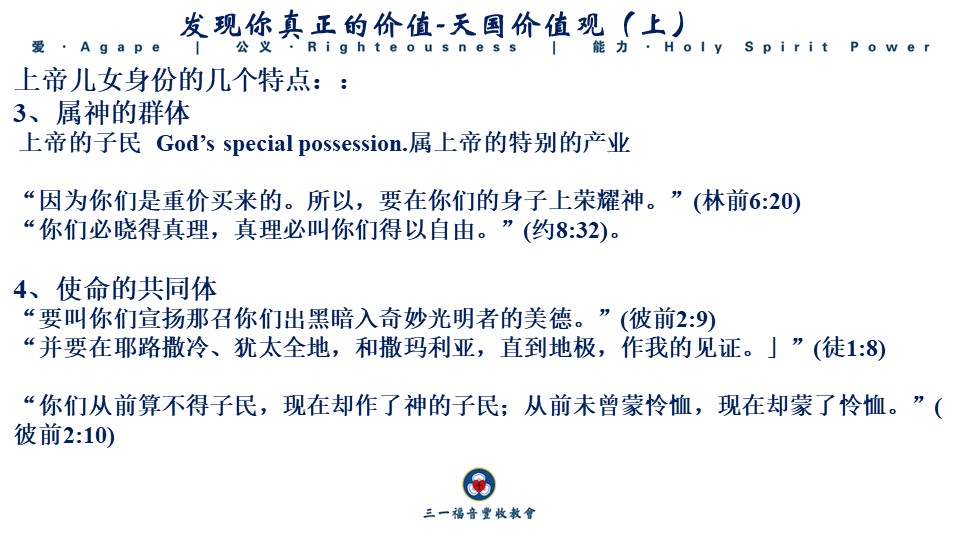 发现你真正的价值-天国价值观（上）
爱·Agape | 公义·Righteousness | 能力·Holy Spirit Power
上帝儿女身份的几个特点：：
3、属神的群体
上帝的子民 God’s special possession.属上帝的特别的产业
“因为你们是重价买来的。所以，要在你们的身子上荣耀神。”(林前6:20)
“你们必晓得真理，真理必叫你们得以自由。”(约8:32)。
4、使命的共同体
“要叫你们宣扬那召你们出黑暗入奇妙光明者的美德。”(彼前2:9)
“并要在耶路撒冷、犹太全地，和撒玛利亚，直到地极，作我的见证。」”(徒1:8)
“你们从前算不得子民，现在却作了神的子民；从前未曾蒙怜恤，现在却蒙了怜恤。”(
彼前2:10)
三一福音豐收教會